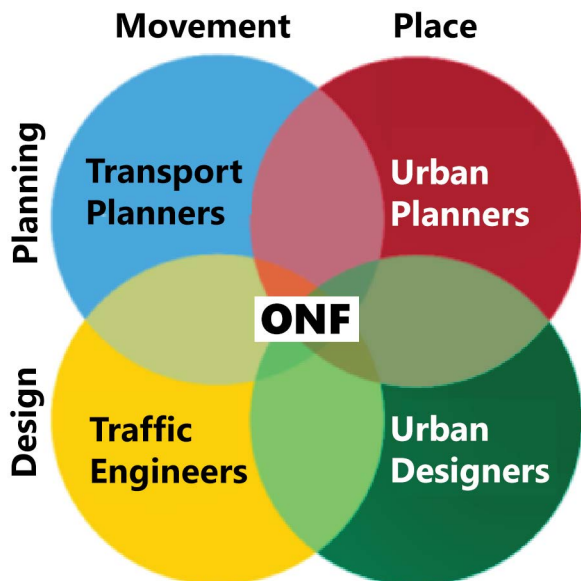 Movement
Place
Planning
Transport
Planners
Urban
Planners
ONF
Design
Traffic
Engineers
Urban
Designers